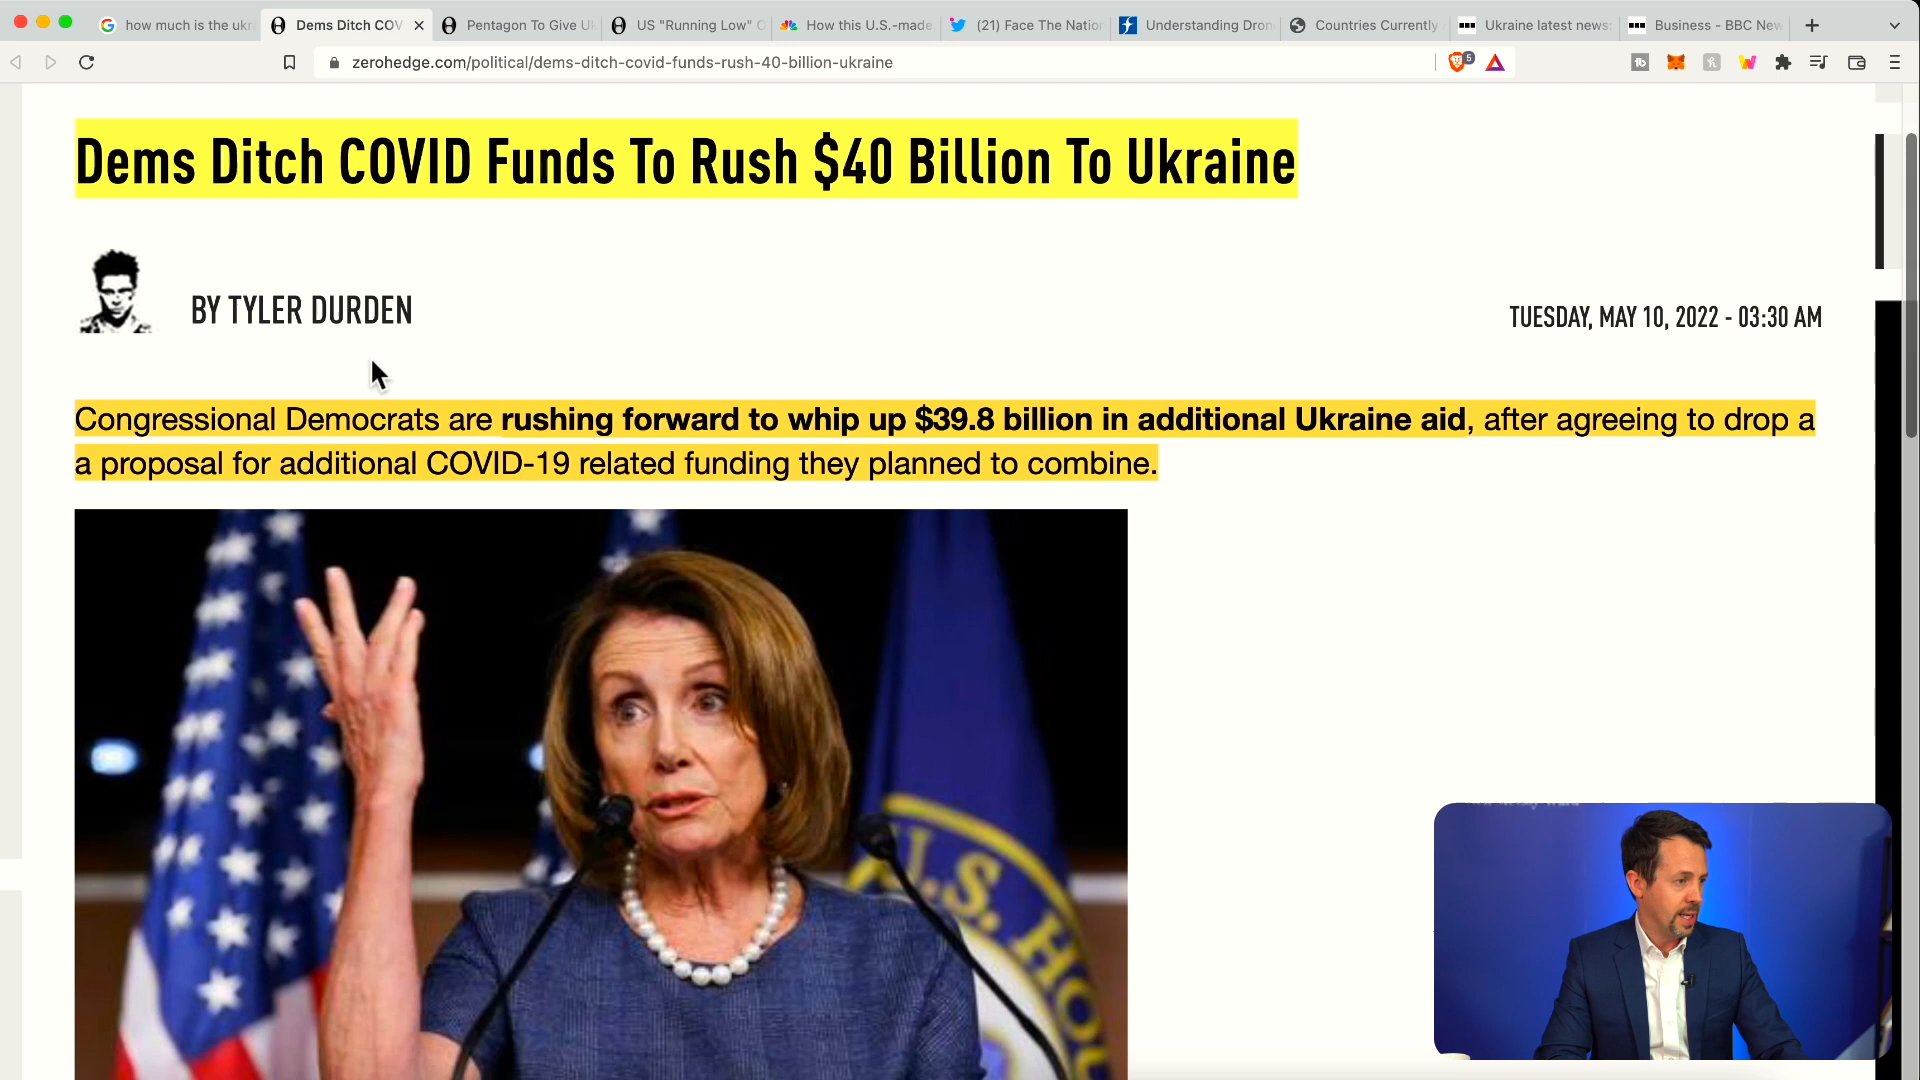 how much is the ukr
Dems Ditch COV
Pentagon To Give U
US "Running Low" O
How this U.S.-made
(21) Face The Nation
Understanding Dron
Countries Currently
Ukraine latest news:
Business - BBC New
zerohedge.com/political/dems-ditch-covid-funds-rush-40-billion-ukraine
5
Dems Ditch COVID Funds To Rush $40 Billion To Ukraine
BY TYLER DURDEN
TUESDAY, MAY 10, 2022 - 03:30 AM
Congressional Democrats are rushing forward to whip up $39.8 billion in additional Ukraine aid, after agreeing to drop a
a proposal for additional COVID-19 related funding they planned to combine.
U.S. HO